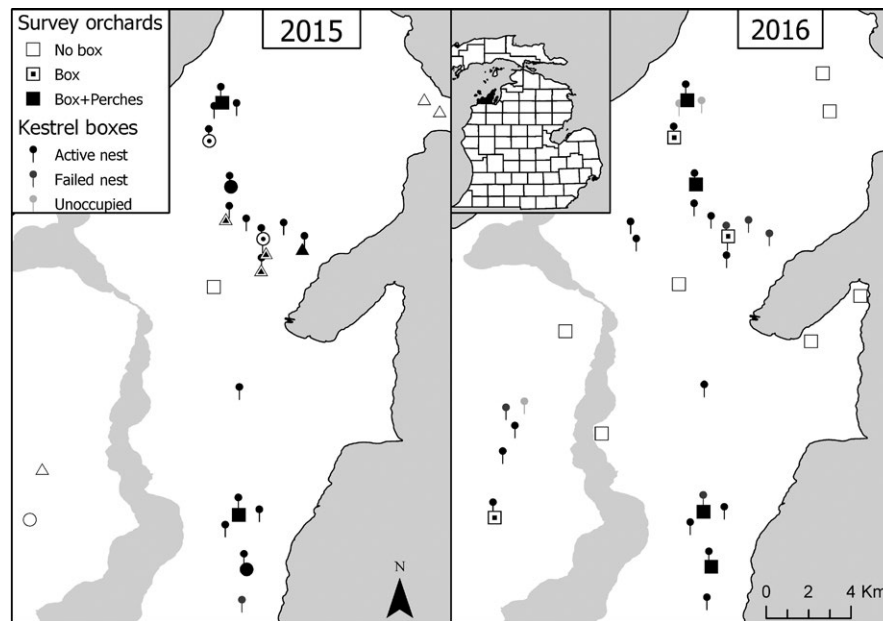 Survey orchards
No box
Box
Box+Perches
Kestrel boxes
Active nest
Failed nest
Unoccupied
2015
2016
N
0 2 4 Km